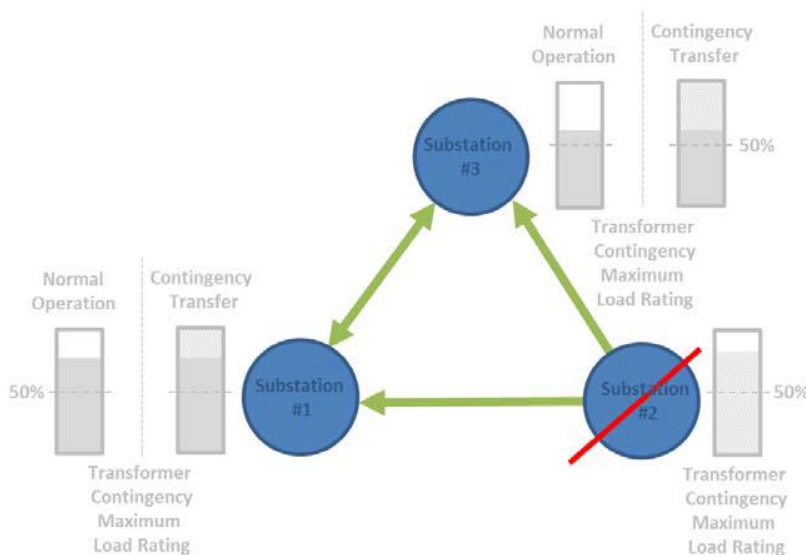 Normal
Operation
Contingency
Transfer
50%
Substation
#3
Transformer
Contingency
Maximum
Load Rating
Normal
Operation
Contingency
Transfer
50%
Substation
#1
Substation
#2
50%
Transformer
Contingency
Maximum
Load Rating
Transformer
Contingency
Maximum
Load Rating